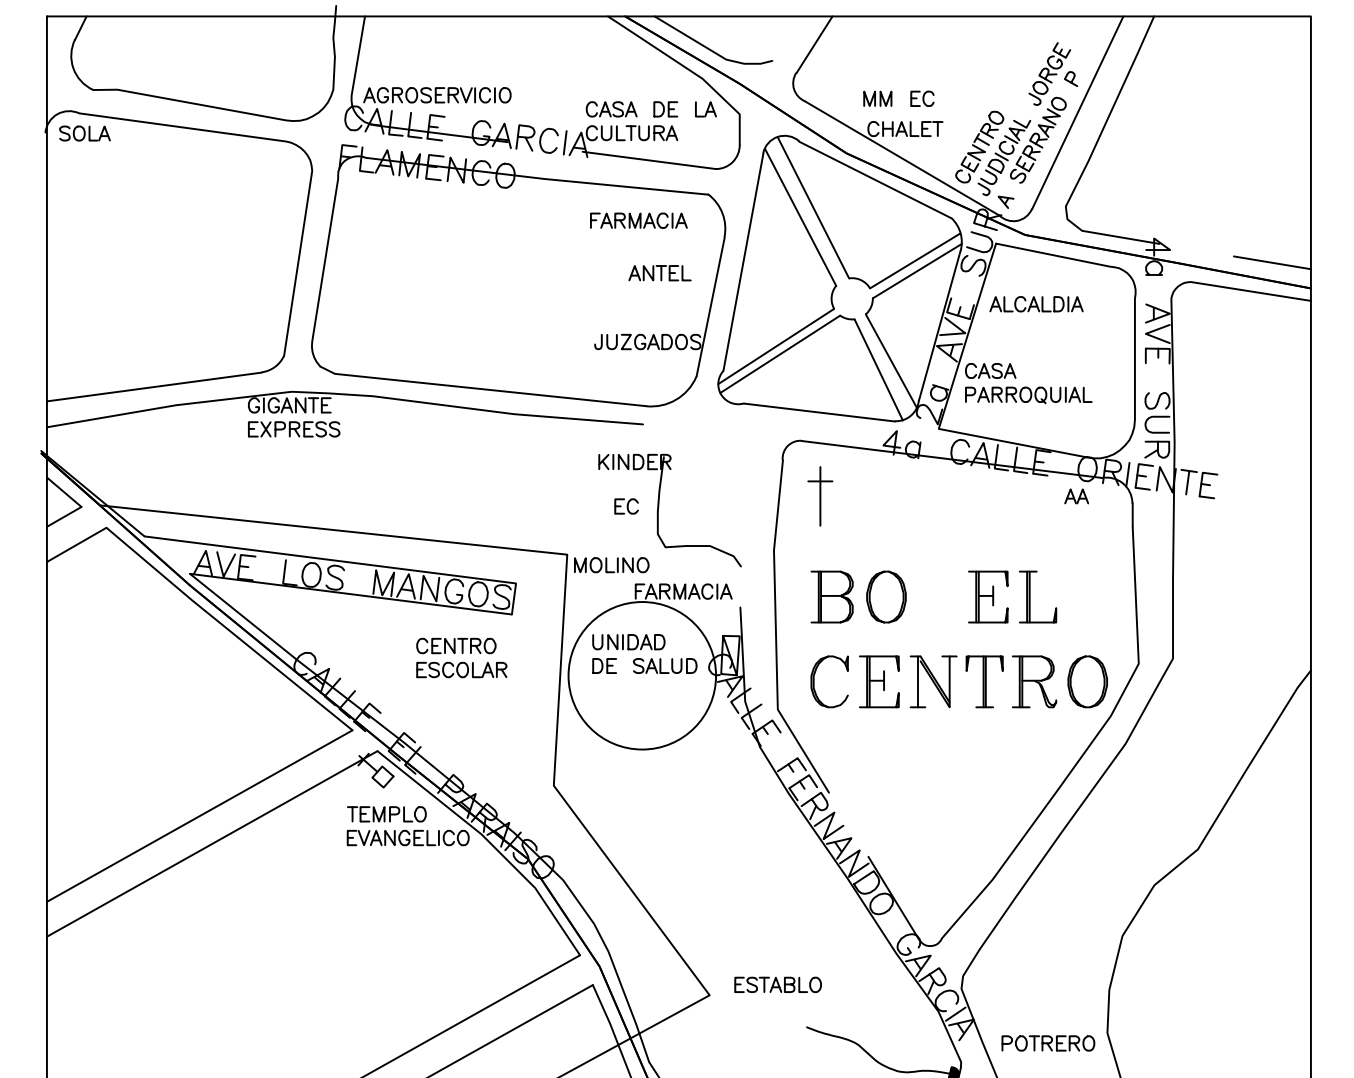 AGROSERVICIO
CALLE GARCIA
FLAMENCO
SOLA
CASA DE LA
CULTURA
MM EC
CHALET
CENTRO
JUDICIAL JORGE
A SERRANO P
FARMACIA
ANTEL
JUZGADOS
2a AVE SUR
4a AVE SUR
ALCALDIA
CASA
PARROQUIAL
GIGANTE
EXPRESS
4a CALLE ORIENTE
AA
KINDER
EC
MOLINO
FARMACIA
AVE LOS MANGOS
BO EL
CENTRO
CENTRO
ESCOLAR
UNIDAD
DE SALUD
CALLE EL PARAISO
CALLE FERNANDO GARCIA
TEMPLO
EVANGELICO
ESTABLO
POTRERO